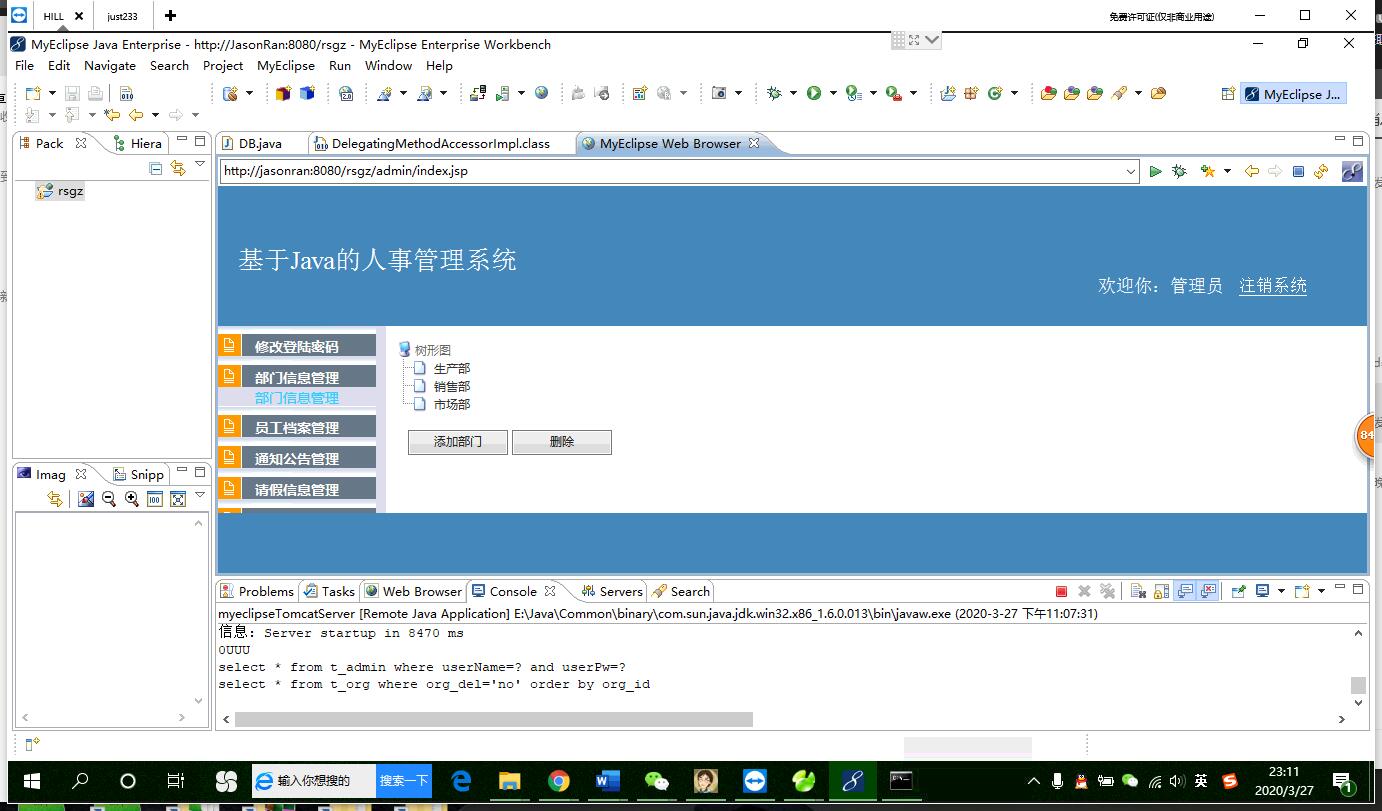 HILL just233 免费许可证(仅非商业用途)
MyEclipse Java Enterprise - http://JasonRan:8080/rsgz - MyEclipse Enterprise Workbench
File Edit Navigate Search Project MyEclipse Run Window Help
MyEclipse J...
Pack Hiera
DB.java DelegatingMethodAccessorImpl.class MyEclipse Web Browser
http://jasonran:8080/rsgz/admin/index.jsp
rsgz
基于Java的人事管理系统
欢迎你：管理员 注销系统
修改登陆密码
部门信息管理
部门信息管理
员工档案管理
通知公告管理
请假信息管理
树形图
生产部
销售部
市场部
添加部门 删除
84
Imag Snipp
Problems Tasks Web Browser Console Servers Search
myeclipseTomcatServer [Remote Java Application] E:\Java\Common\binary\com.sun.java.jdk.win32.x86_1.6.0.013\bin\javaw.exe (2020-3-27 下午11:07:31)
信息: Server startup in 8470 ms
0UUU
select * from t_admin where userName=? and userPw=?
select * from t_org where org_del='no' order by org_id
输入你想搜的 搜索一下
英
23:11
2020/3/27
1